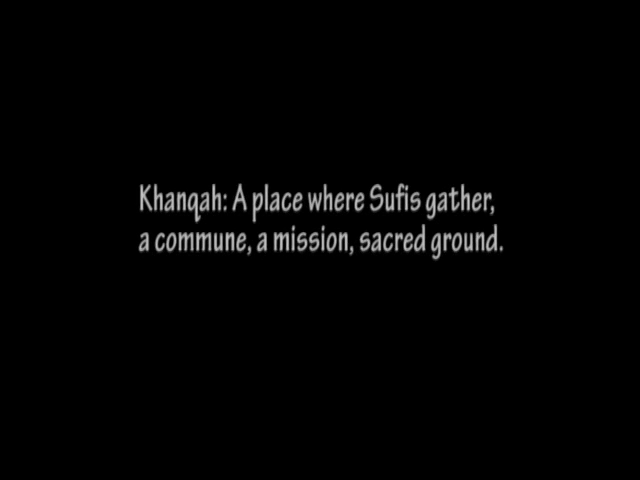 Khanqah: A place where Sufis gather,
a commune, a mission, sacred ground.